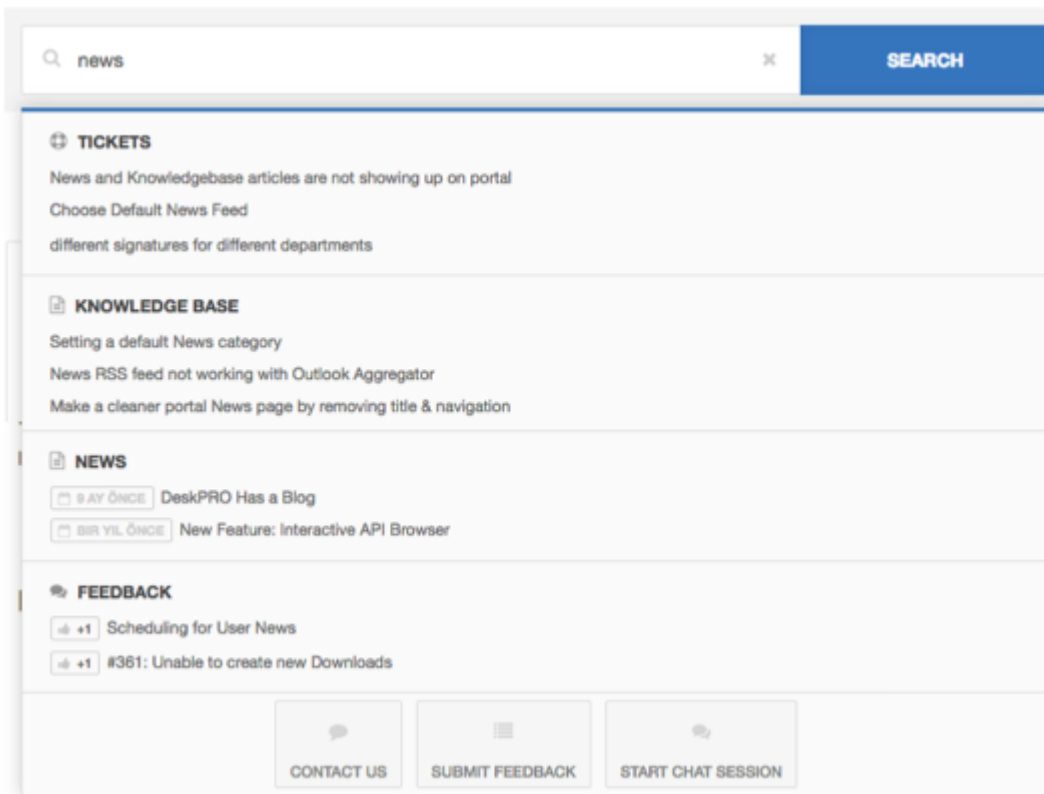 news
SEARCH
TICKETS
News and Knowledgebase articles are not showing up on portal
Choose Default News Feed
different signatures for different departments
KNOWLEDGE BASE
Setting a default News category
News RSS feed not working with Outlook Aggregator
Make a cleaner portal News page by removing title & navigation
NEWS
9 AY ÖNCE DeskPRO Has a Blog
BIR YIL ÖNCE New Feature: Interactive API Browser
FEEDBACK
+1 Scheduling for User News
+1 #361: Unable to create new Downloads
CONTACT US SUBMIT FEEDBACK START CHAT SESSION